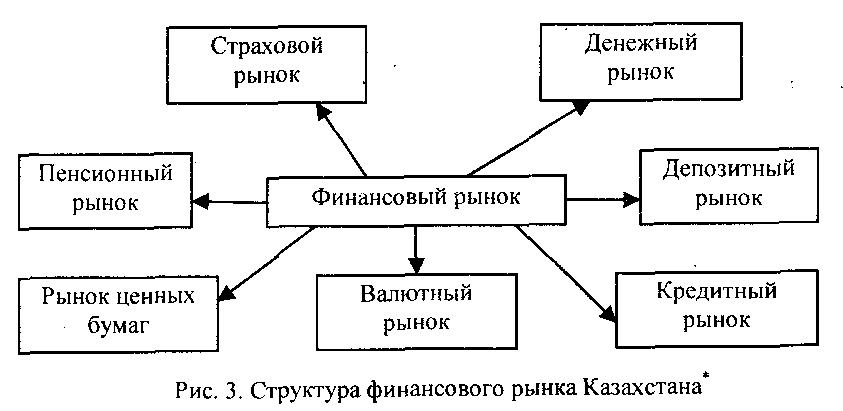 Страховой
рынок
Денежный
рынок
Пенсионный
рынок
Финансовый рынок
Депозитный
рынок
Рынок ценных
бумаг
Валютный
рынок
Кредитный
рынок
Рис. 3. Структура финансового рынка Казахстана*